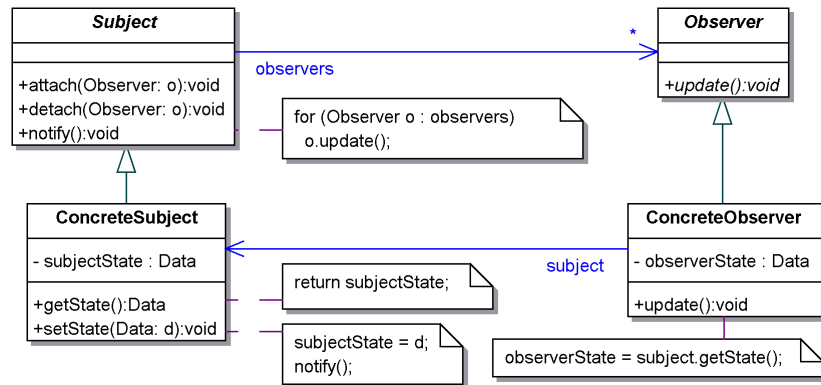 Subject
+attach(Observer: o):void
+detach(Observer: o):void
+notify():void
observers
*
Observer
+update():void
for (Observer o : observers)
o.update();
ConcreteSubject
- subjectState : Data
+getState():Data
+setState(Data: d):void
subject
ConcreteObserver
- observerState : Data
+update():void
return subjectState;
subjectState = d;
notify();
observerState = subject.getState();